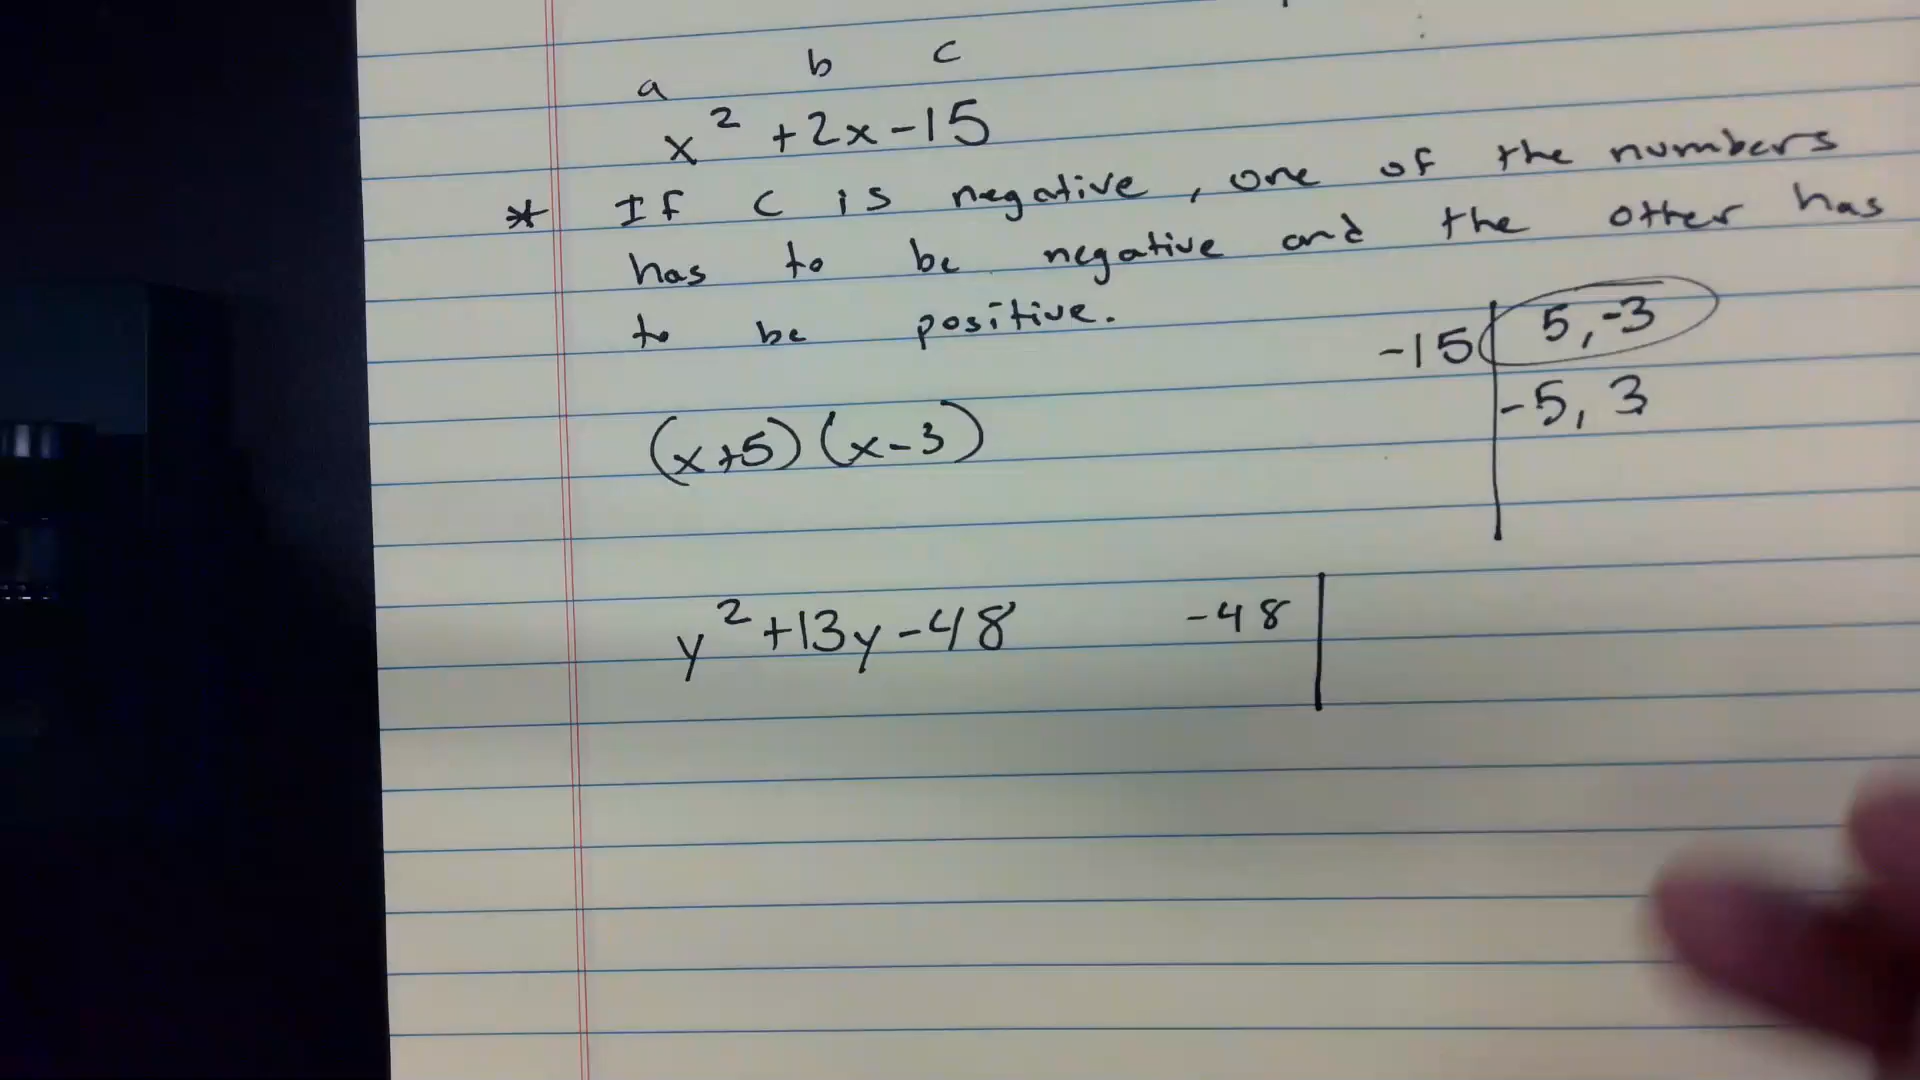 a b c
x² +2x-15
* If c is negative, one of the numbers
has to be negative and the other has
to be positive.
-15 | 5,-3
-5, 3
(x+5) (x-3)
y² +13y-48 -48